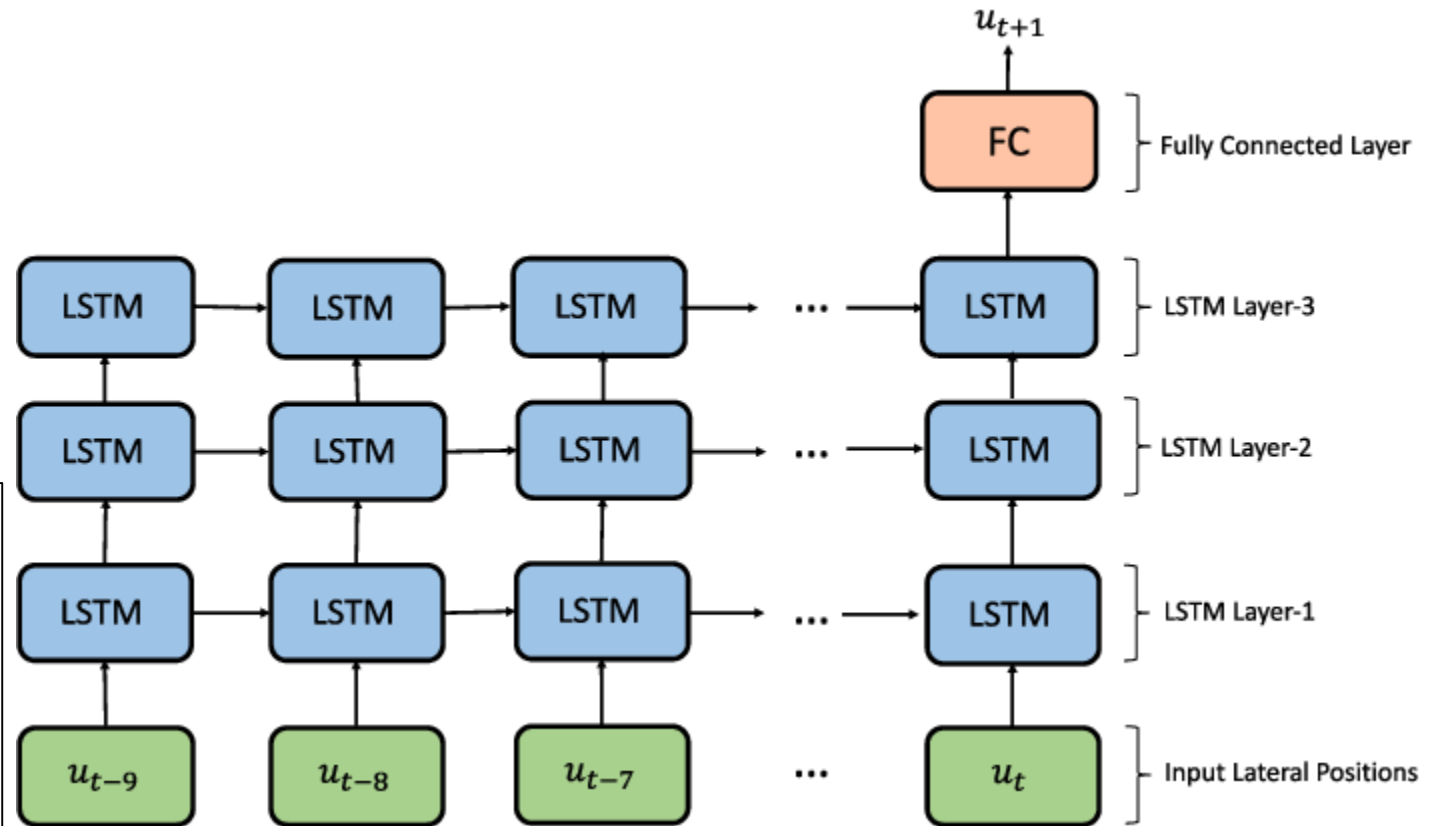 u_{t+1}
FC
Fully Connected Layer
LSTM LSTM LSTM ... LSTM LSTM Layer-3
LSTM LSTM LSTM ... LSTM LSTM Layer-2
LSTM LSTM LSTM ... LSTM LSTM Layer-1
u_{t−9} u_{t−8} u_{t−7} ... u_t Input Lateral Positions